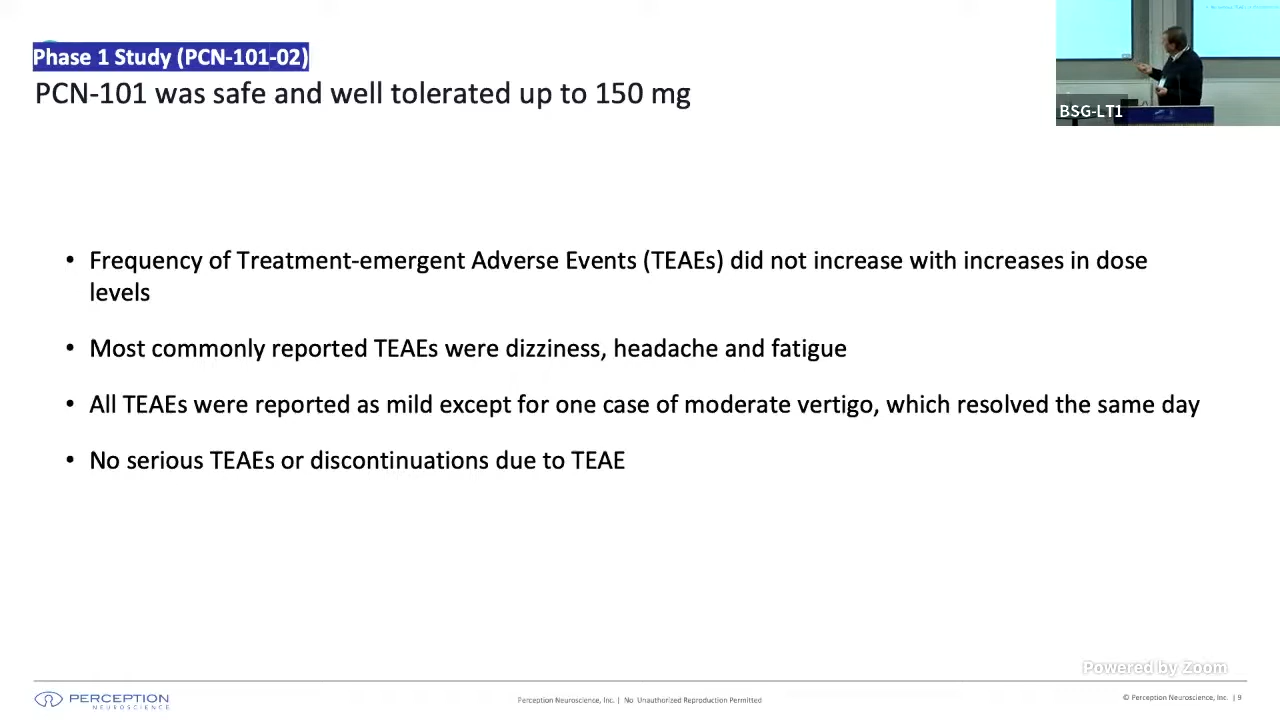 Phase 1 Study (PCN-101-02)
PCN-101 was safe and well tolerated up to 150 mg
BSG-LT1
• Frequency of Treatment-emergent Adverse Events (TEAEs) did not increase with increases in dose
levels
• Most commonly reported TEAEs were dizziness, headache and fatigue
• All TEAEs were reported as mild except for one case of moderate vertigo, which resolved the same day
• No serious TEAEs or discontinuations due to TEAE
Powered by Zoom
PERCEPTION
NEUROSCIENCE
Perception Neuroscience, Inc. | No Unauthorized Reproduction Permitted
© Perception Neuroscience, Inc. | 9